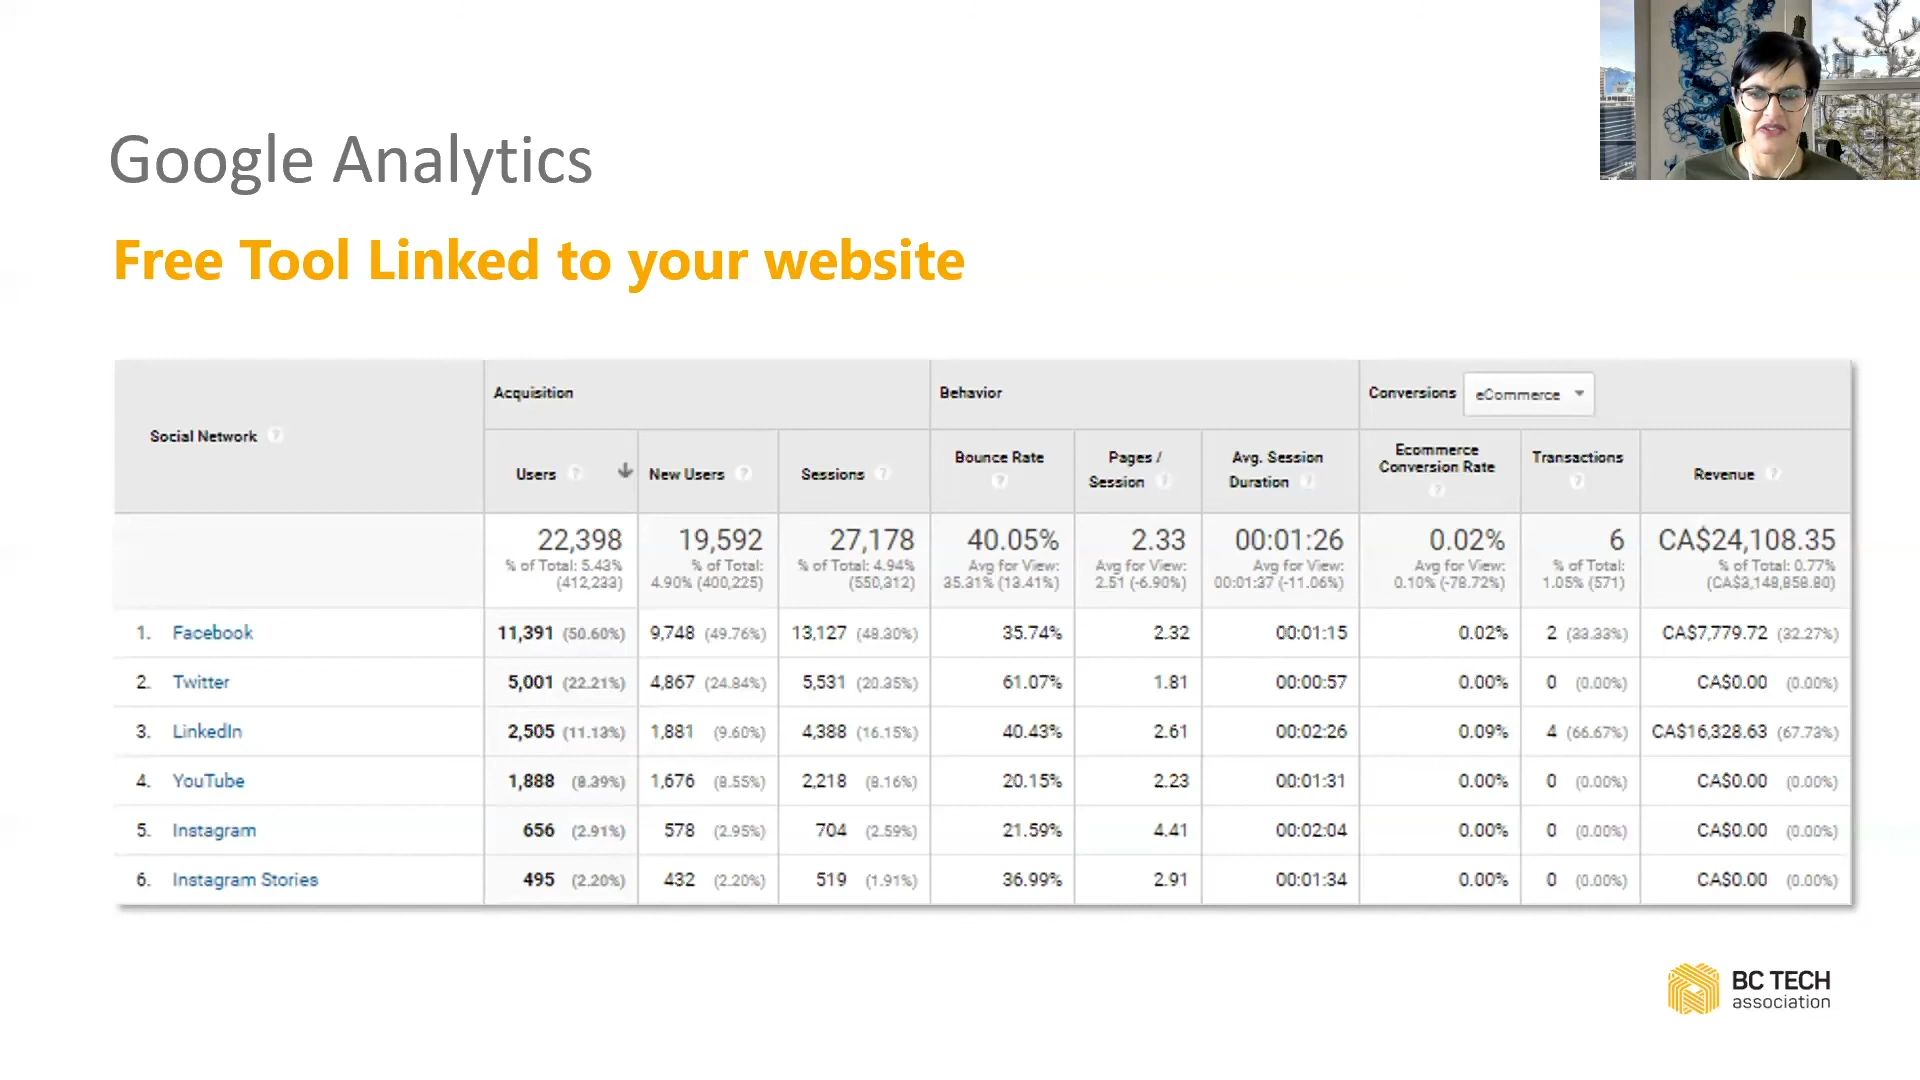 Google Analytics
Free Tool Linked to your website
Acquisition Behavior Conversions eCommerce
Social Network ?
Users ? New Users ? Sessions ? Bounce Rate ? Pages / Session ? Avg. Session Duration ? Ecommerce Conversion Rate ? Transactions ? Revenue ?
22,398 19,592 27,178 40.05% 2.33 00:01:26 0.02% 6 CA$24,108.35
% of Total: 5.43% % of Total: % of Total: 4.94% Avg for View: Avg for View: Avg for View: Avg for View: % of Total: % of Total: 0.77%
(412,233) 4.90% (400,225) (550,312) 35.31% (13.41%) 2.51 (-6.90%) 00:01:37 (-11.06%) 0.10% (-78.72%) 1.05% (571) (CA$3,148,858.80)
1. Facebook 11,391 (50.60%) 9,748 (49.76%) 13,127 (48.30%) 35.74% 2.32 00:01:15 0.02% 2 (33.33%) CA$7,779.72 (32.27%)
2. Twitter 5,001 (22.21%) 4,867 (24.84%) 5,531 (20.35%) 61.07% 1.81 00:00:57 0.00% 0 (0.00%) CA$0.00 (0.00%)
3. LinkedIn 2,505 (11.13%) 1,881 (9.60%) 4,388 (16.15%) 40.43% 2.61 00:02:26 0.09% 4 (66.67%) CA$16,328.63 (67.73%)
4. YouTube 1,888 (8.39%) 1,676 (8.55%) 2,218 (8.16%) 20.15% 2.23 00:01:31 0.00% 0 (0.00%) CA$0.00 (0.00%)
5. Instagram 656 (2.91%) 578 (2.95%) 704 (2.59%) 21.59% 4.41 00:02:04 0.00% 0 (0.00%) CA$0.00 (0.00%)
6. Instagram Stories 495 (2.20%) 432 (2.20%) 519 (1.91%) 36.99% 2.91 00:01:34 0.00% 0 (0.00%) CA$0.00 (0.00%)
BC TECH
association